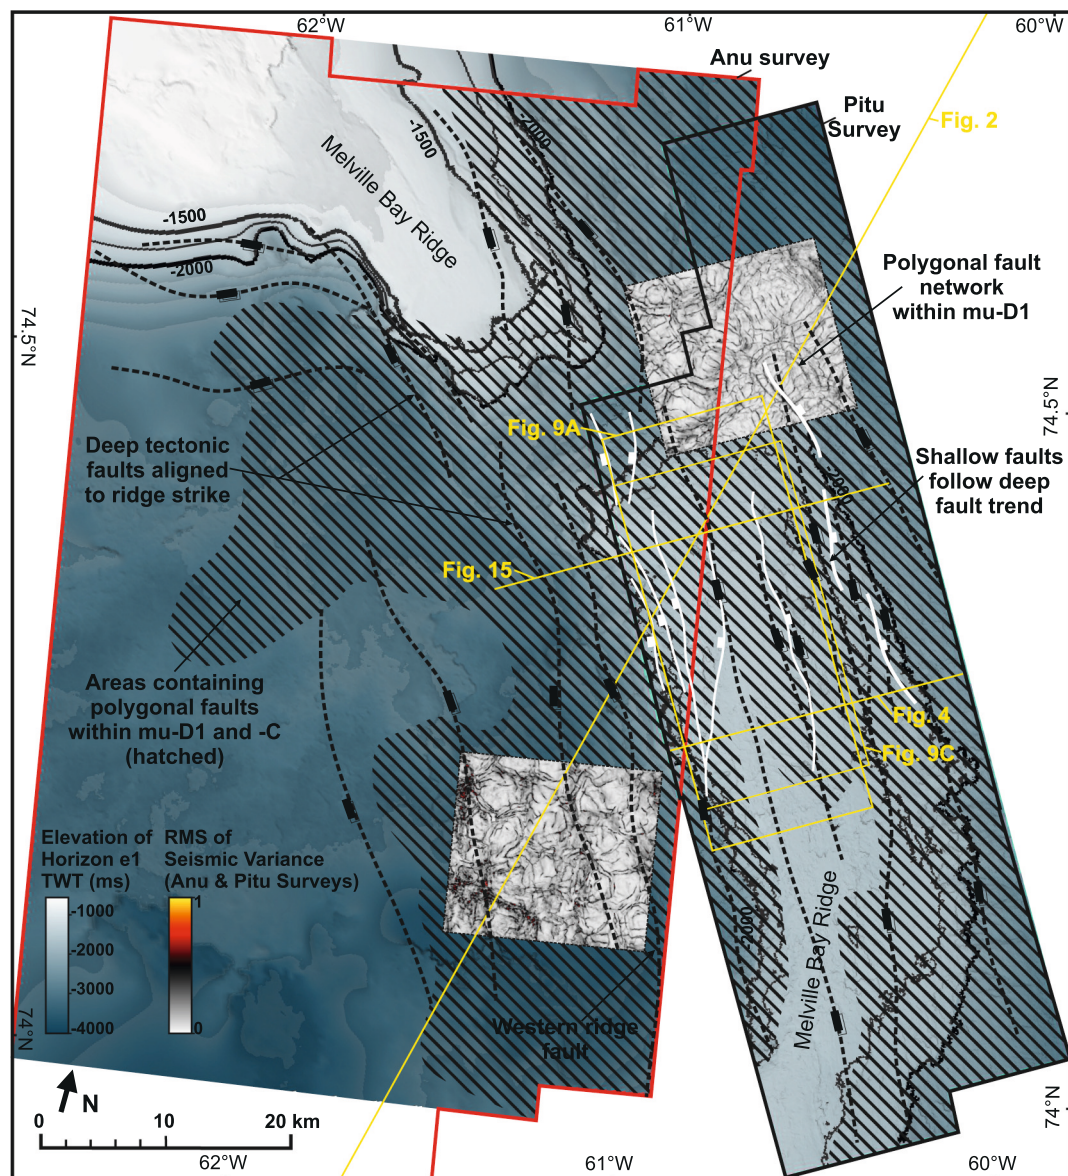 62°W
61°W
60°W
Anu survey
Pitu
Survey
Fig. 2
-1500
-2000
Melville Bay Ridge
-1500
-2000
Polygonal fault
network
within mu-D1
74.5°N
74.5°N
Fig. 9A
Deep tectonic
faults aligned
to ridge strike
Shallow faults
follow deep
fault trend
-2000
Fig. 15
Areas containing
polygonal faults
within mu-D1 and -C
(hatched)
Fig. 4
Fig. 9C
Elevation of
Horizon e1
TWT (ms)
-1000
-2000
-3000
-4000
RMS of
Seismic Variance
(Anu & Pitu Surveys)
1
0
-2000
Melville Bay Ridge
Western ridge
fault
74°N
74°N
N
0
10
20 km
62°W
61°W
60°W